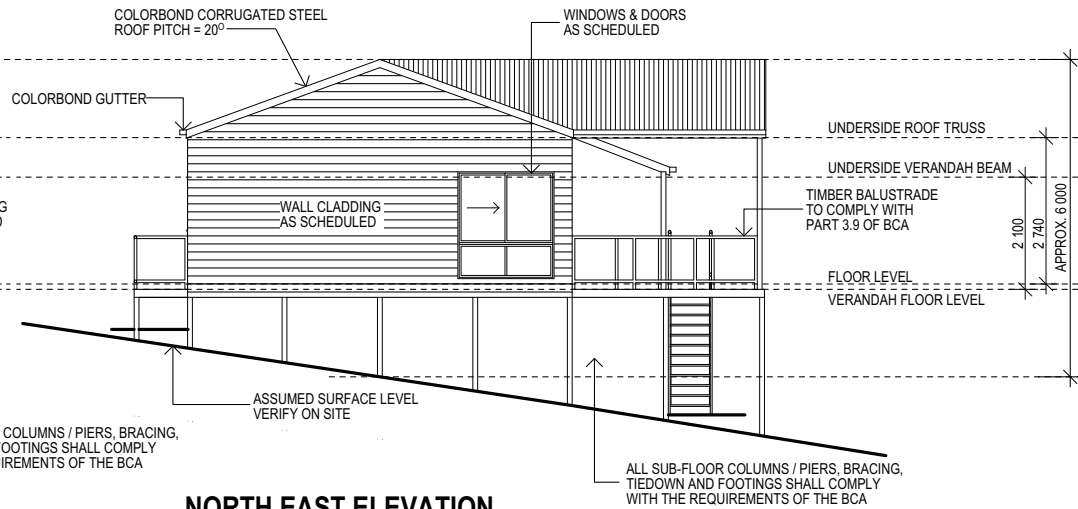 COLORBOND CORRUGATED STEEL
ROOF PITCH = 20°
WINDOWS & DOORS
AS SCHEDULED
COLORBOND GUTTER
UNDERSIDE ROOF TRUSS
UNDERSIDE VERANDAH BEAM
WALL CLADDING
AS SCHEDULED
TIMBER BALUSTRADE
TO COMPLY WITH
PART 3.9 OF BCA
2 100
2 740
APPROX. 6 000
FLOOR LEVEL
VERANDAH FLOOR LEVEL
ASSUMED SURFACE LEVEL
VERIFY ON SITE
COLUMNS / PIERS, BRACING,
FOOTINGS SHALL COMPLY
OF THE BCA
ALL SUB-FLOOR COLUMNS / PIERS, BRACING,
TIEDOWN AND FOOTINGS SHALL COMPLY
WITH THE REQUIREMENTS OF THE BCA
NORTH EAST ELEVATION